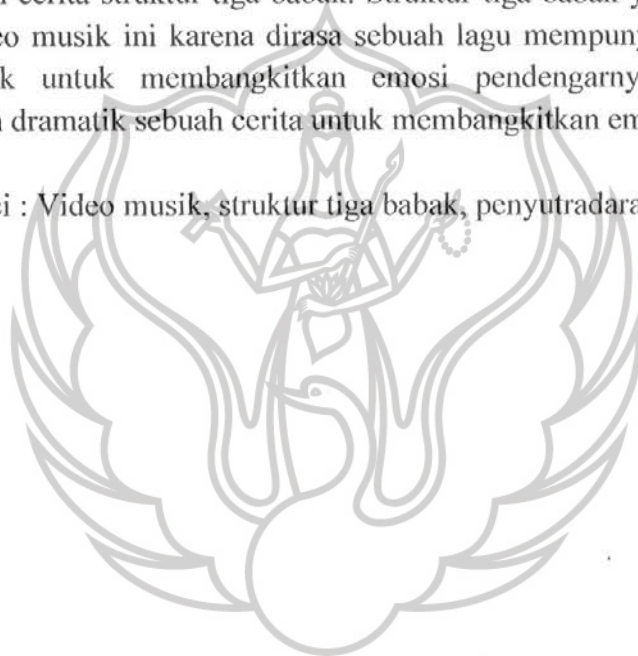 cerita struktur tiga babak. Struktur tiga babak
musik ini karena dirasa sebuah lagu
untuk membangkitkan emosi
dramatik sebuah cerita untuk membangkitkan
: Video musik, struktur tiga babak,